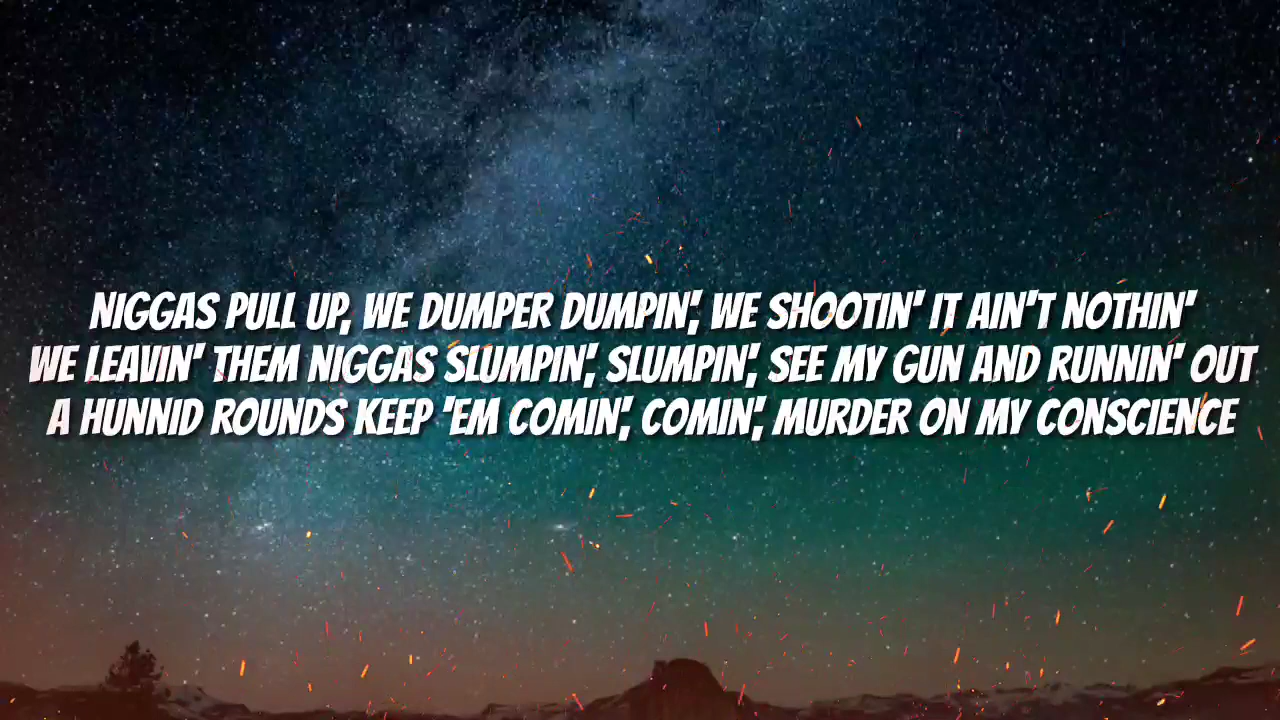 NIGGAS PULL UP, WE DUMPER DUMPIN', WE SHOOTIN' IT AIN'T NOTHIN'
WE LEAVIN' THEM NIGGAS SLUMPIN', SLUMPIN', SEE MY GUN AND RUNNIN' OUT
A HUNNID ROUNDS KEEP 'EM COMIN', COMIN', MURDER ON MY CONSCIENCE